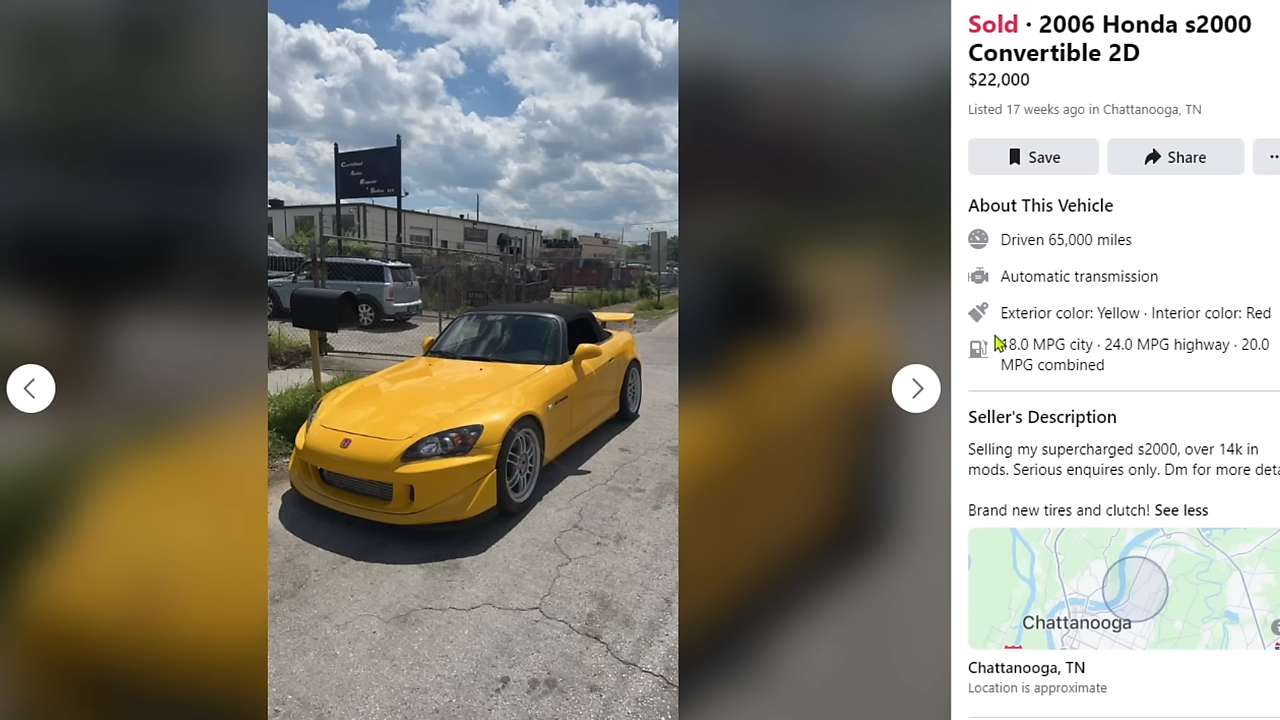 Sold · 2006 Honda s2000
Convertible 2D
$22,000
Listed 17 weeks ago in Chattanooga, TN
Save
Share
About This Vehicle
Driven 65,000 miles
Automatic transmission
Exterior color: Yellow · Interior color: Red
18.0 MPG city · 24.0 MPG highway · 20.0
MPG combined
Seller's Description
Selling my supercharged s2000, over 14k in
mods. Serious enquires only. Dm for more deta
Brand new tires and clutch! See less
Chattanooga
Chattanooga, TN
Location is approximate